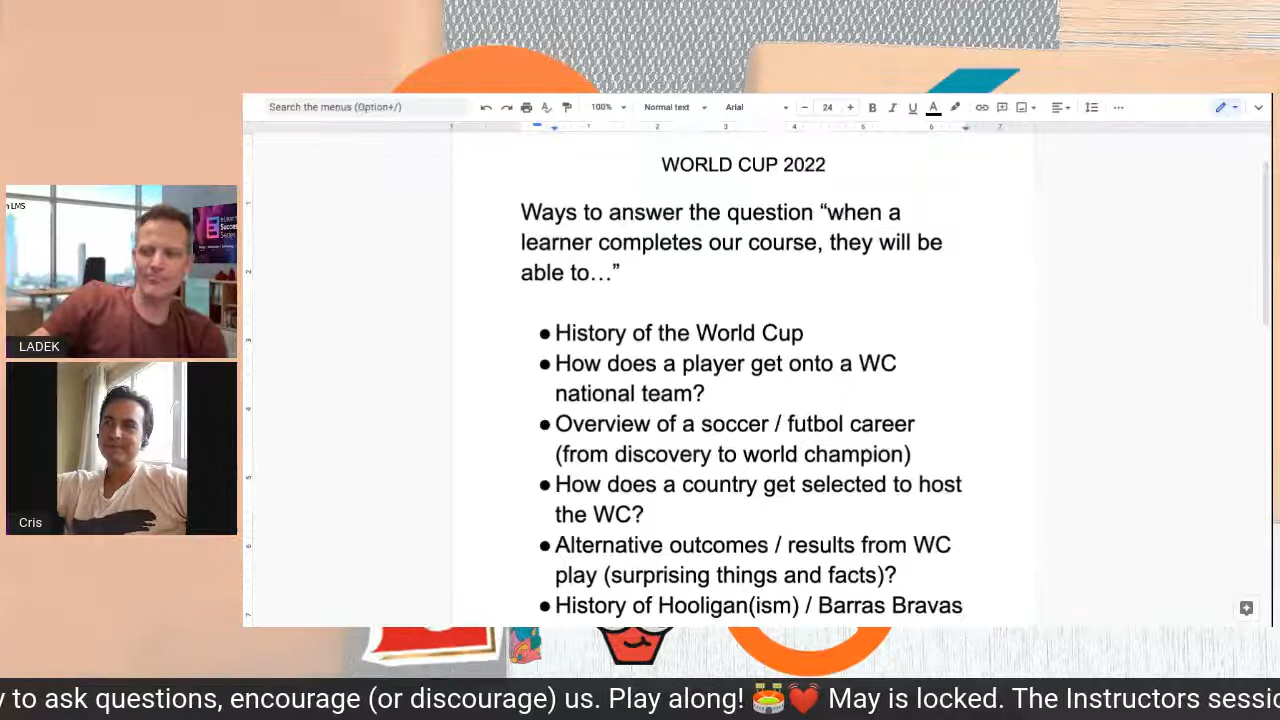 Search the menus (Option+/)
100%
Normal text
Arial
24
WORLD CUP 2022
Ways to answer the question “when a
learner completes our course, they will be
able to…”
● History of the World Cup
● How does a player get onto a WC
national team?
● Overview of a soccer / futbol career
(from discovery to world champion)
● How does a country get selected to host
the WC?
● Alternative outcomes / results from WC
play (surprising things and facts)?
● History of Hooligan(ism) / Barras Bravas
LMS
LADEK
Cris
to ask questions, encourage (or discourage) us. Play along! 🏟️💓 May is locked. The Instructors sessi